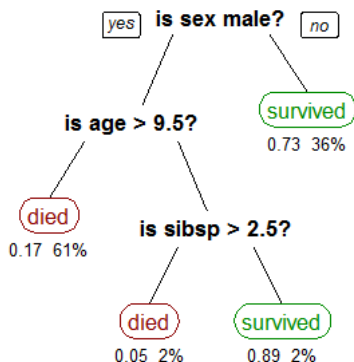 yes is sex male? no
is age > 9.5?
survived
0.73 36%
died
0.17 61%
is sibsp > 2.5?
died survived
0.05 2% 0.89 2%